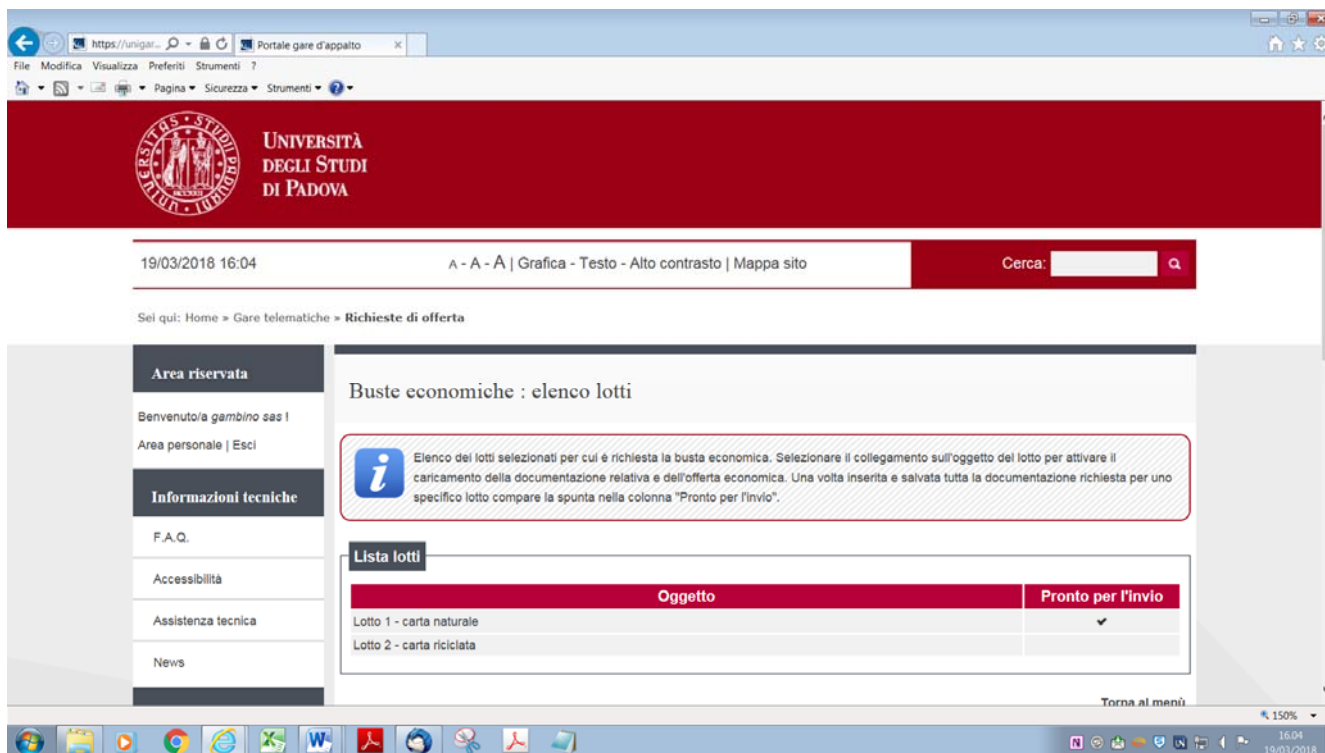 https://unigar...
Portale gare d'appalto
File Modifica Visualizza Preferiti Strumenti ?
Pagina Sicurezza Strumenti
UNIVERSITÀ
DEGLI STUDI
DI PADOVA
19/03/2018 16:04
A - A - A | Grafica - Testo - Alto contrasto | Mappa sito
Cerca:
Sei qui: Home » Gare telematiche » Richieste di offerta
Area riservata
Benvenuto/a gambino sas !
Area personale | Esci
Informazioni tecniche
F.A.Q.
Accessibilità
Assistenza tecnica
News
Buste economiche : elenco lotti
Elenco dei lotti selezionati per cui è richiesta la busta economica. Selezionare il collegamento sull'oggetto del lotto per attivare il
caricamento della documentazione relativa e dell'offerta economica. Una volta inserita e salvata tutta la documentazione richiesta per uno
specifico lotto compare la spunta nella colonna "Pronto per l'invio".
Lista lotti
Oggetto Pronto per l'invio
Lotto 1 - carta naturale
Lotto 2 - carta riciclata
Torna al menù
150%
16.04
19/03/2018